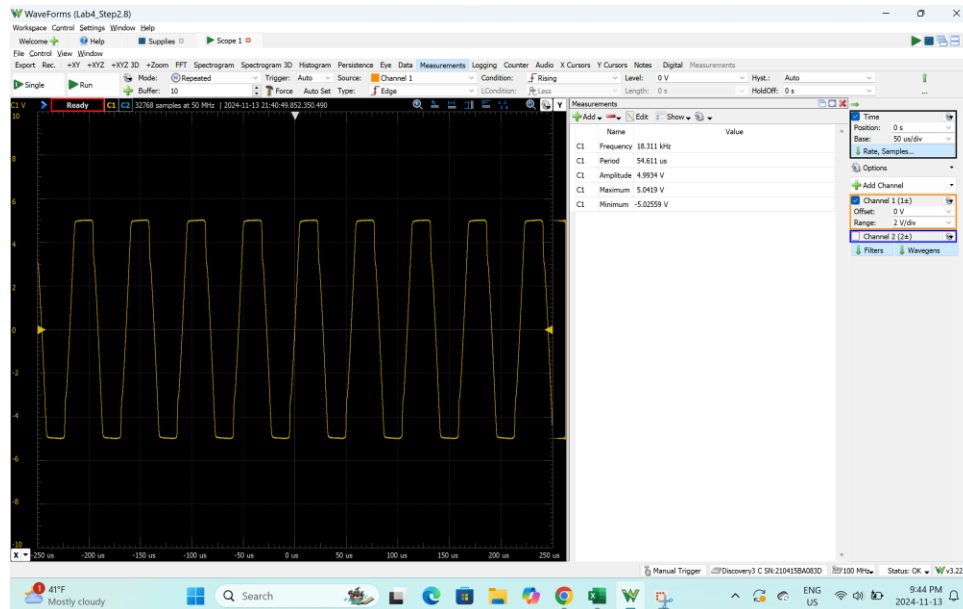 WaveForms (Lab4_Step2.8)
Workspace Control Settings Window Help
Welcome Help Supplies Scope 1
File Control View Window
Export Rec. +XY +XYZ +XYZ 3D +Zoom FFT Spectrogram Spectrogram 3D Histogram Persistence Eye Data Measurements Logging Counter Audio X Cursors Y Cursors Notes Digital Measurements
Single Run Mode: Repeated Trigger: Auto Source: Channel 1 Condition: Rising Level: 0 V Hyst.: Auto
Buffer: 10 Force Auto Set Type: Edge LCondition: Less Length: 0 s HoldOff: 0 s ...
C1 V Ready C1 C2 32768 samples at 50 MHz | 2024-11-13 21:40:49.852.350.490 Y
10
8
6
4
2
0
-2
-4
-6
-8
-10
X -250 us -200 us -150 us -100 us -50 us 0 us 50 us 100 us 150 us 200 us 250 us
Measurements
Add Edit Show
Name Value
C1 Frequency 18.311 kHz
C1 Period 54.611 us
C1 Amplitude 4.9934 V
C1 Maximum 5.0419 V
C1 Minimum -5.02559 V
Time
Position: 0 s
Base: 50 us/div
Rate, Samples...
Options
Add Channel
Channel 1 (1±)
Offset: 0 V
Range: 2 V/div
Channel 2 (2±)
Filters Wavegens
Manual Trigger Discovery3 C SN:210415BA083D 100 MHz Status: OK v3.22
1
41°F
Mostly cloudy
Search
ENG
US
9:44 PM
2024-11-13